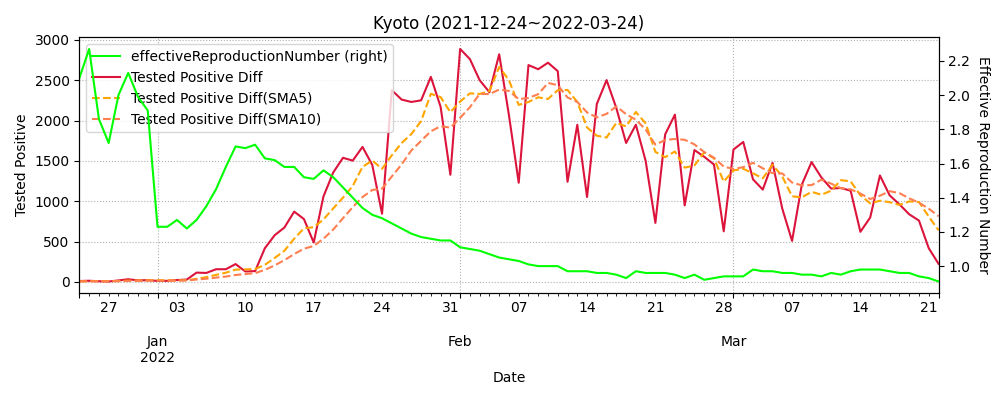 Kyoto (2021-12-24~2022-03-24)
effectiveReproductionNumber (right)
Tested Positive Diff
Tested Positive Diff(SMA5)
Tested Positive Diff(SMA10)
Tested Positive
3000
2500
2000
1500
1000
500
0
2.2
2.0
1.8
1.6
1.4
1.2
1.0
Effective Reproduction Number
27 03 10 17 24 31 07 14 21 28 07 14 21
Jan Feb Mar
2022
Date